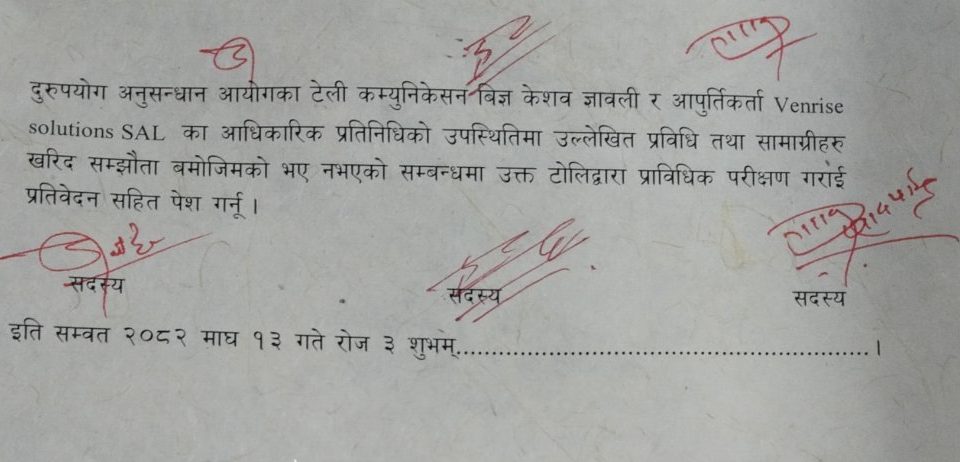 दुरुपयोग अनुसन्धान आयोगका टेली कम्युनिकेसन बिज्ञ केशव ज्ञावली र आपुर्तिकर्ता Venrise
solutions SAL का आधिकारिक प्रतिनिधिको उपस्थितिमा उल्लेखित प्रविधि तथा सामाग्रीहरु
खरिद सम्झौता बमोजिमको भए नभएको सम्बन्धमा उक्त टोलिद्वारा प्राविधिक परीक्षण गराई
प्रतिवेदन सहित पेश गर्नू ।
सदस्य सदस्य सदस्य
इति सम्वत २०८२ माघ १३ गते रोज ३ शुभम्..............................................................।